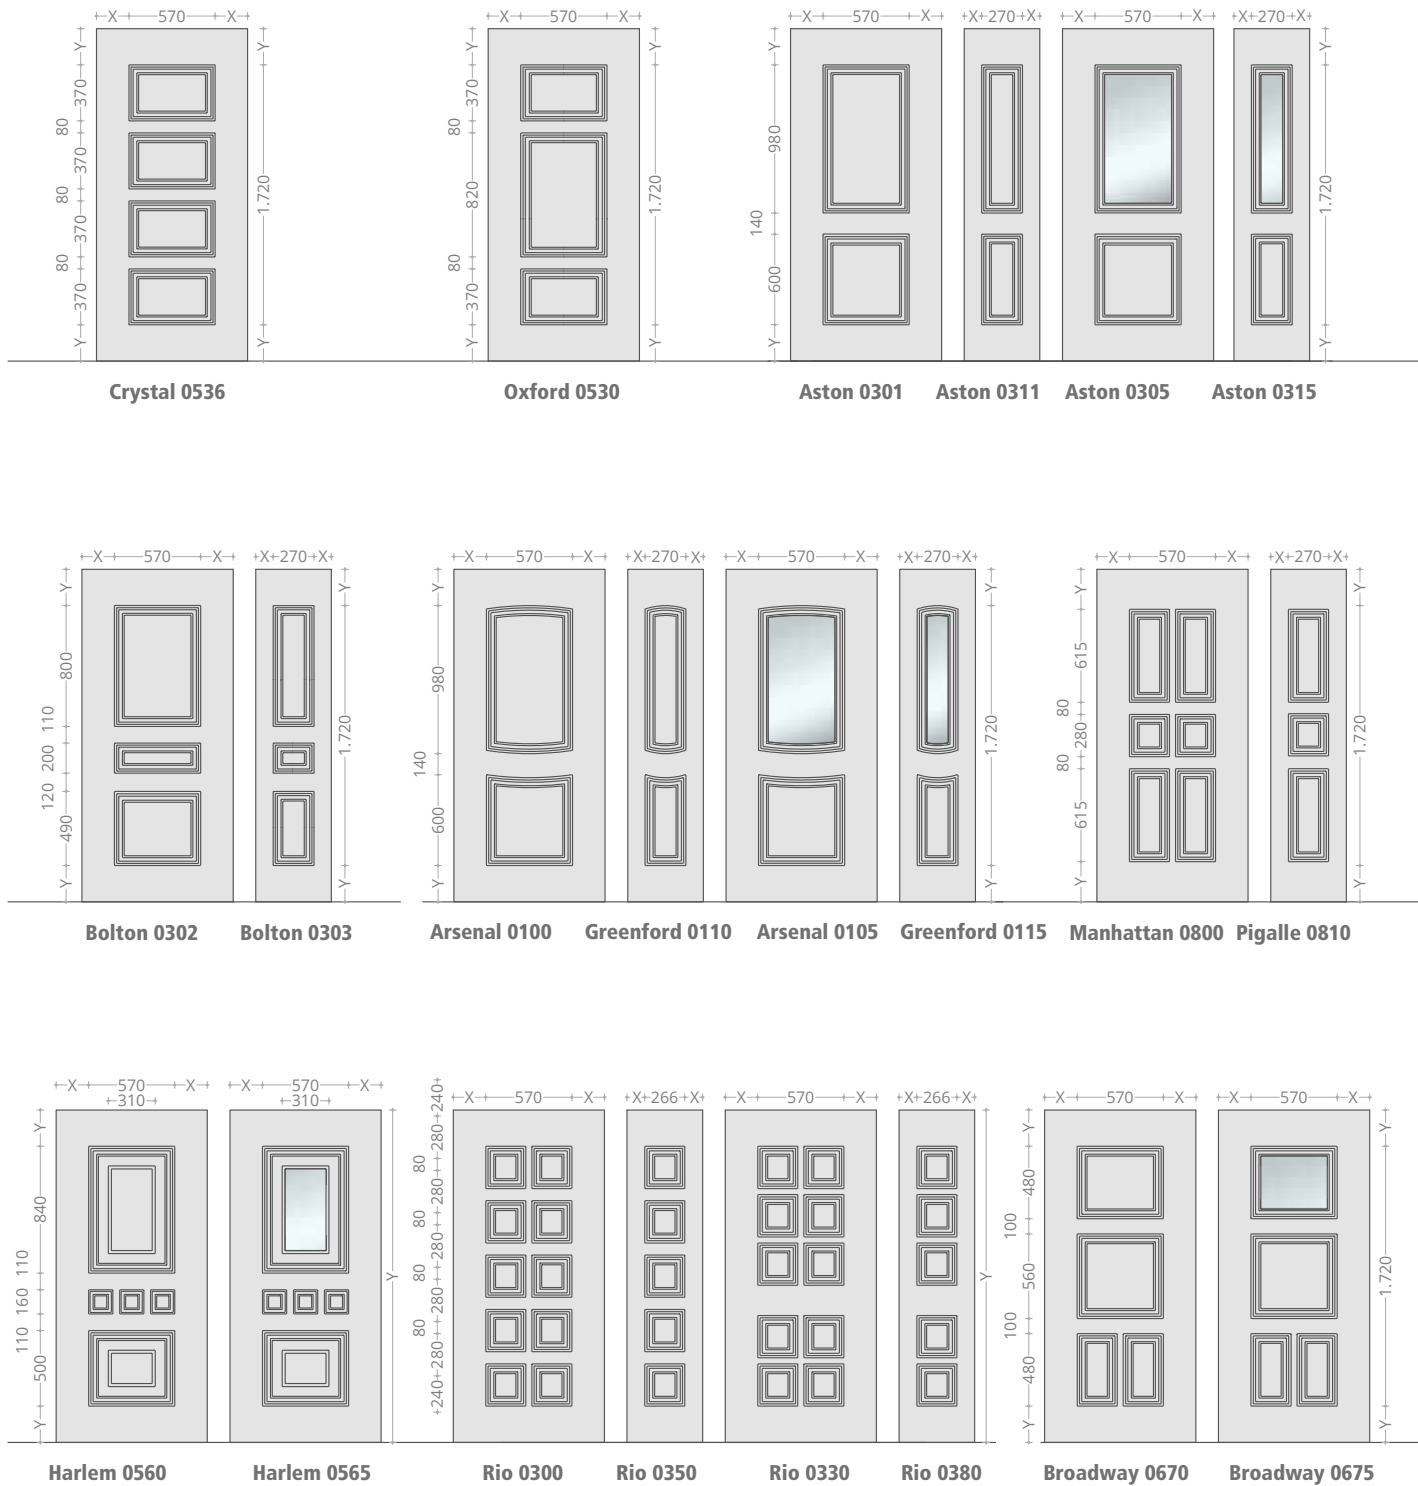 X 570 X
Y 370 80 370 80 370 80 370 Y
Y 1.720 Y
Crystal 0536
X 570 X
Y 370 80 820 80 370 Y
Y 1.720 Y
Oxford 0530
X 570 X
X 270 X
X 570 X
X 270 X
Y 980 140 600 Y
Y 1.720 Y
Aston 0301 Aston 0311 Aston 0305 Aston 0315
X 570 X
X 270 X
Y 800 110 200 120 490 Y
Y 1.720 Y
Bolton 0302 Bolton 0303
X 570 X
X 270 X
X 570 X
X 270 X
Y 980 140 600 Y
Y 1.720 Y
Arsenal 0100 Greenford 0110 Arsenal 0105 Greenford 0115
X 570 X
X 270 X
Y 615 80 280 80 615 Y
Y 1.720 Y
Manhattan 0800 Pigalle 0810
X 570 X
310
X 570 X
310
Y 840 110 160 110 500 Y
Y
Harlem 0560 Harlem 0565
X 570 X
X 266 X
X 570 X
X 266 X
240 280 80 280 80 280 80 280 80 280 240
Y
Rio 0300 Rio 0350 Rio 0330 Rio 0380
X 570 X
X 570 X
Y 480 100 560 100 480 Y
Y 1.720 Y
Broadway 0670 Broadway 0675